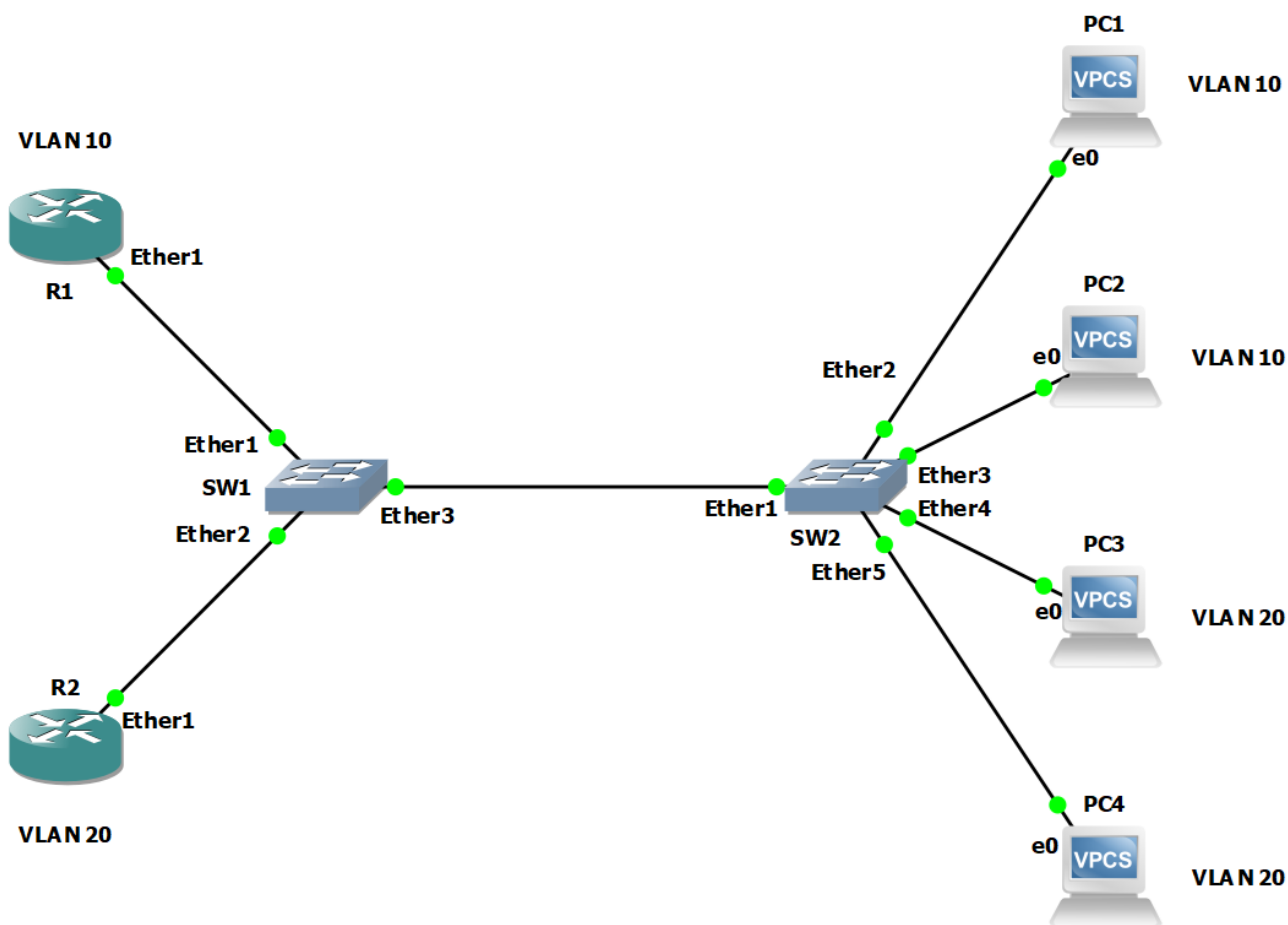 PC1
VPCS
VLAN 10
e0
VLAN 10
Ether1
R1
PC2
VPCS
e0
VLAN 10
Ether2
Ether1
SW1
Ether3
Ether2
Ether1
SW2
Ether3
Ether4
Ether5
PC3
VPCS
e0
VLAN 20
R2
Ether1
VLAN 20
PC4
e0
VPCS
VLAN 20